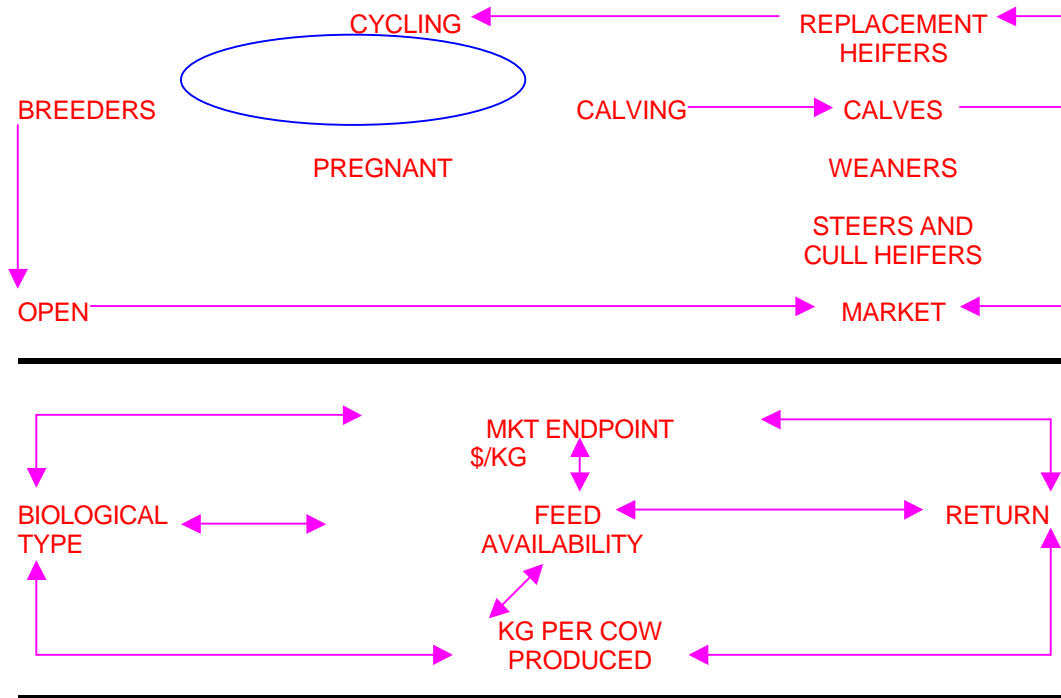 CYCLING
REPLACEMENT
HEIFERS
BREEDERS
CALVING
CALVES
PREGNANT
WEANERS
STEERS AND
CULL HEIFERS
OPEN
MARKET
MKT ENDPOINT
$/KG
BIOLOGICAL
TYPE
FEED
AVAILABILITY
RETURN
KG PER COW
PRODUCED